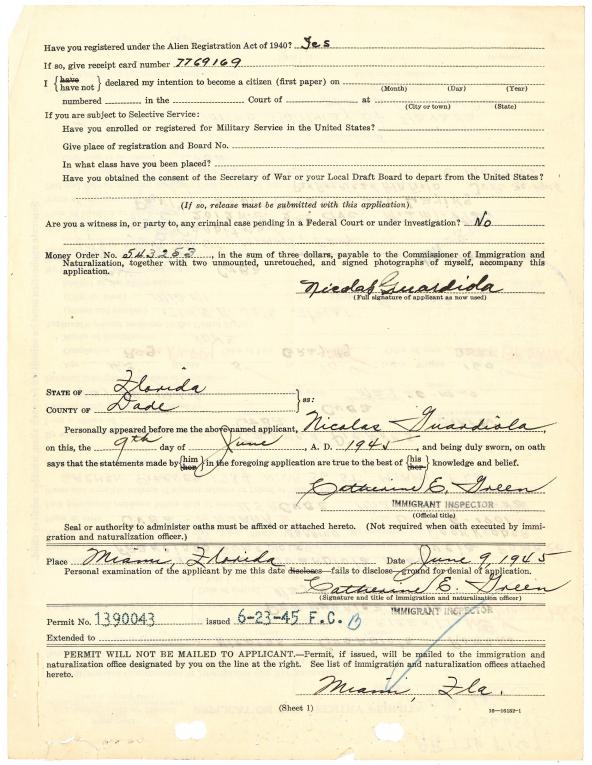 Have you registered under the Alien Registration Act of 1940? Yes
If so, give receipt card number 7769169
I {have / have not} declared my intention to become a citizen (first paper) on
(Month) (Day) (Year)
numbered in the Court of at
(City or town) (State)
If you are subject to Selective Service:
Have you enrolled or registered for Military Service in the United States?
Give place of registration and Board No.
In what class have you been placed?
Have you obtained the consent of the Secretary of War or your Local Draft Board to depart from the United States?
(If so, release must be submitted with this application)
Are you a witness in, or party to, any criminal case pending in a Federal Court or under investigation? No
Money Order No. 543253, in the sum of three dollars, payable to the Commissioner of Immigration and
Naturalization, together with two unmounted, unretouched, and signed photographs of myself, accompany this
application.
Nicolas Guardiola
(Full signature of applicant as now used)
STATE OF Florida
COUNTY OF Dade } ss:
Personally appeared before me the above-named applicant, Nicolas Guardiola,
on this, the 9th day of June, A. D. 1945, and being duly sworn, on oath
says that the statements made by {him / her} in the foregoing application are true to the best of {his / her} knowledge and belief.
Catherine E. Green
IMMIGRANT INSPECTOR
(Official title)
Seal or authority to administer oaths must be affixed or attached hereto. (Not required when oath executed by immi-
gration and naturalization officer.)
Place Miami, Florida Date June 9, 1945
Personal examination of the applicant by me this date discloses—fails to disclose—ground for denial of application.
Catherine E. Green
(Signature and title of immigration and naturalization officer)
IMMIGRANT INSPECTOR
Permit No. 1390043 issued 6-23-45 F.C. B
Extended to
PERMIT WILL NOT BE MAILED TO APPLICANT.—Permit, if issued, will be mailed to the immigration and
naturalization office designated by you on the line at the right. See list of immigration and naturalization offices attached
hereto.
Miami, Fla.
(Sheet 1) 16—16152-1